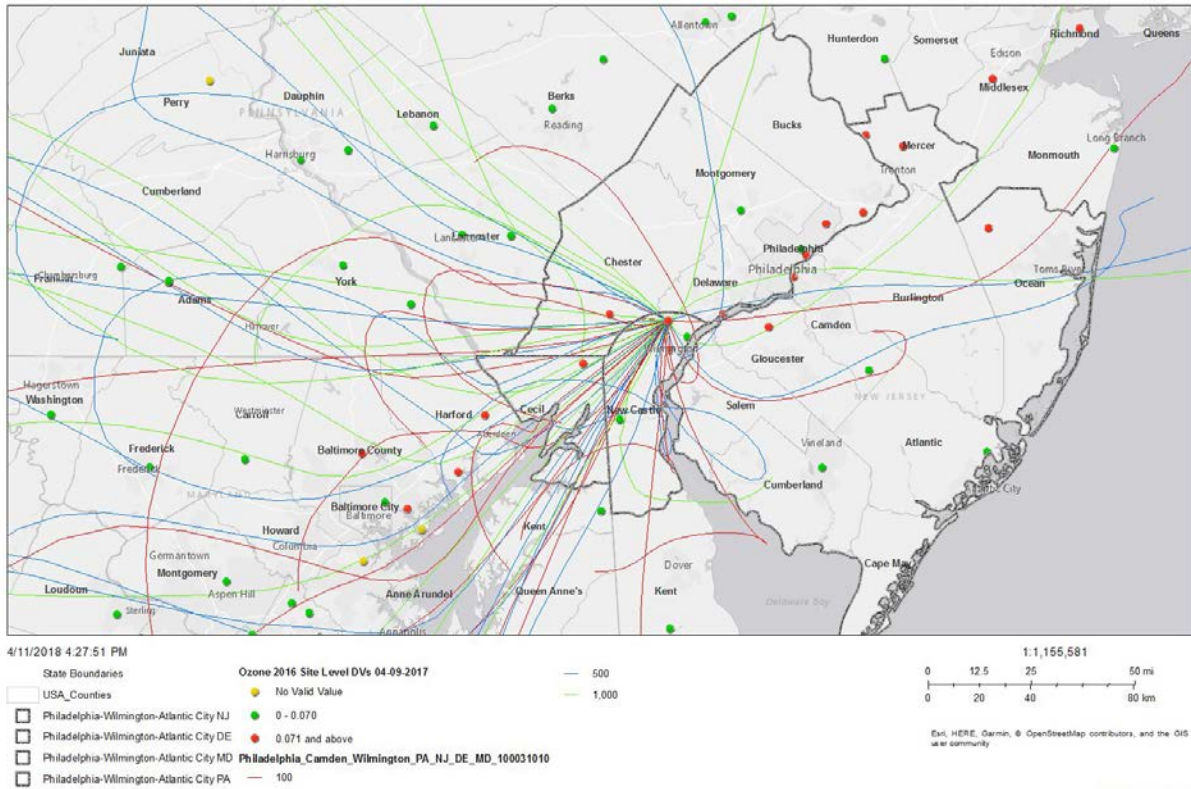 Allentown
Hunterdon
Somerset
Richmond
Queens
Juniata
Edison
Middlesex
Perry
Dauphin
Berks
PENNSYLVANIA
Lebanon
Reading
Bucks
Long Branch
Harrisburg
Mercer
Monmouth
Trenton
Montgomery
Cumberland
Philadelphia
Chester
Philadelphia
Franklin
Chambersburg
York
Delaware
Toms River
Ocean
Adams
Burlington
Hanover
Camden
Gloucester
Hagerstown
Washington
NEW JERSEY
Westminster
Carroll
Harford
Cecil
New Castle
Salem
Aberdeen
Frederick
Baltimore County
Vineland
Atlantic
Frederick
MARYLAND
Cumberland
Atlantic City
Baltimore City
Baltimore
Howard
Kent
Columbia
Germantown
Montgomery
Dover
Cape May
Loudoun
Aspen Hill
Anne Arundel
Queen Anne's
Kent
Sterling
Delaware Bay
Annapolis
4/11/2018 4:27:51 PM
1:1,155,581
State Boundaries
Ozone 2016 Site Level DVs 04-09-2017
500
0 12.5 25 50 mi
USA_Counties
No Valid Value
1,000
0 20 40 80 km
Philadelphia-Wilmington-Atlantic City NJ
0 - 0.070
Philadelphia-Wilmington-Atlantic City DE
0.071 and above
Esri, HERE, Garmin, © OpenStreetMap contributors, and the GIS
user community
Philadelphia-Wilmington-Atlantic City MD
Philadelphia_Camden_Wilmington_PA_NJ_DE_MD_100031010
Philadelphia-Wilmington-Atlantic City PA
100